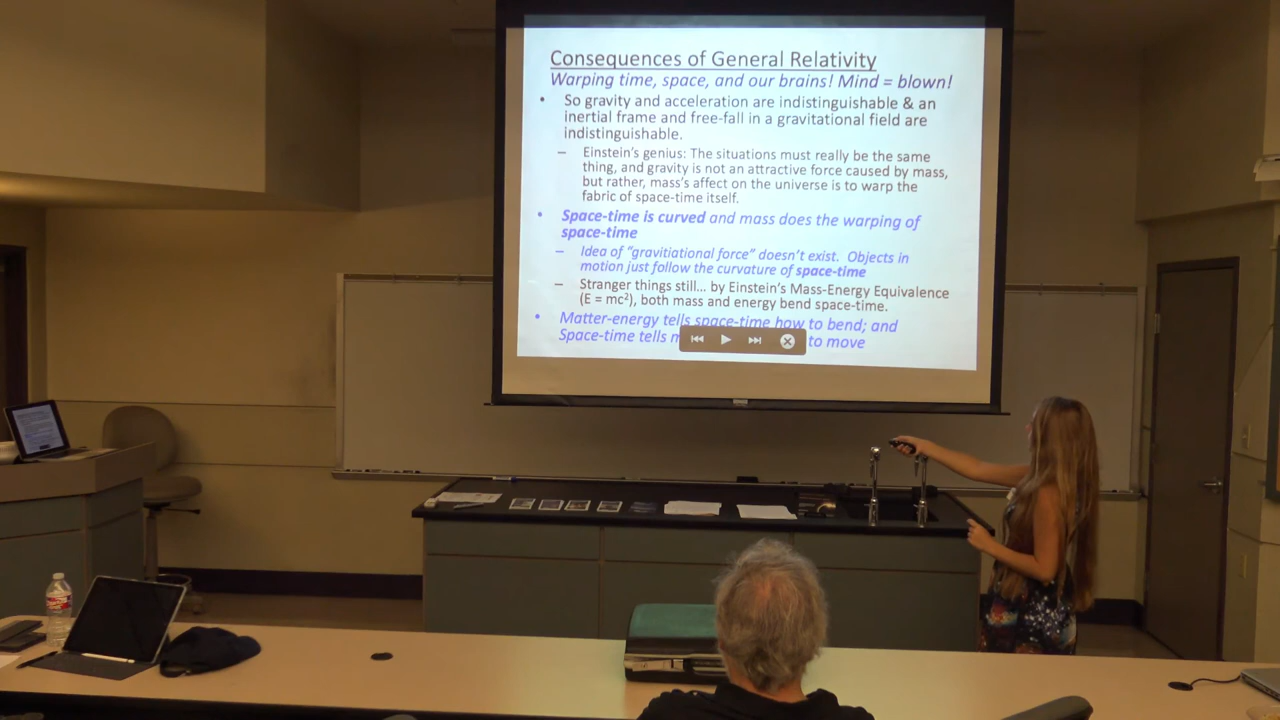 Consequences of General Relativity
Warping time, space, and our brains! Mind = blown!
• So gravity and acceleration are indistinguishable & an
inertial frame and free-fall in a gravitational field are
indistinguishable.
– Einstein's genius: The situations must really be the same
thing, and gravity is not an attractive force caused by mass,
but rather, mass's affect on the universe is to warp the
fabric of space-time itself.
• Space-time is curved and mass does the warping of
space-time
– Idea of "gravitiational force" doesn't exist. Objects in
motion just follow the curvature of space-time
– Stranger things still... by Einstein's Mass-Energy Equivalence
(E = mc²), both mass and energy bend space-time.
• Matter-energy tells space-time how to bend; and
Space-time tells to move